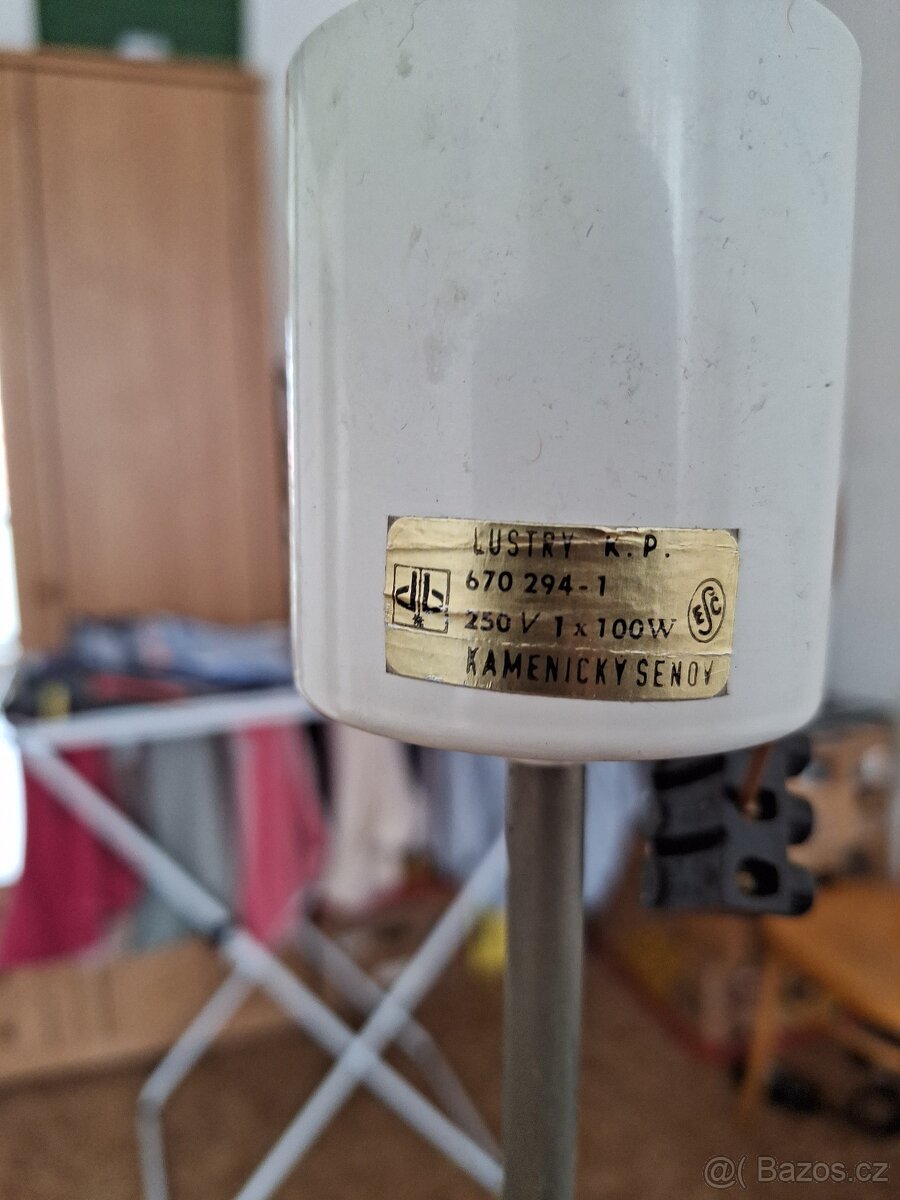 LUSTRY K.P.
670 294-1
250 V 1 x 100W
ESC
KAMENICKY SENOV
@( Bazos.cz